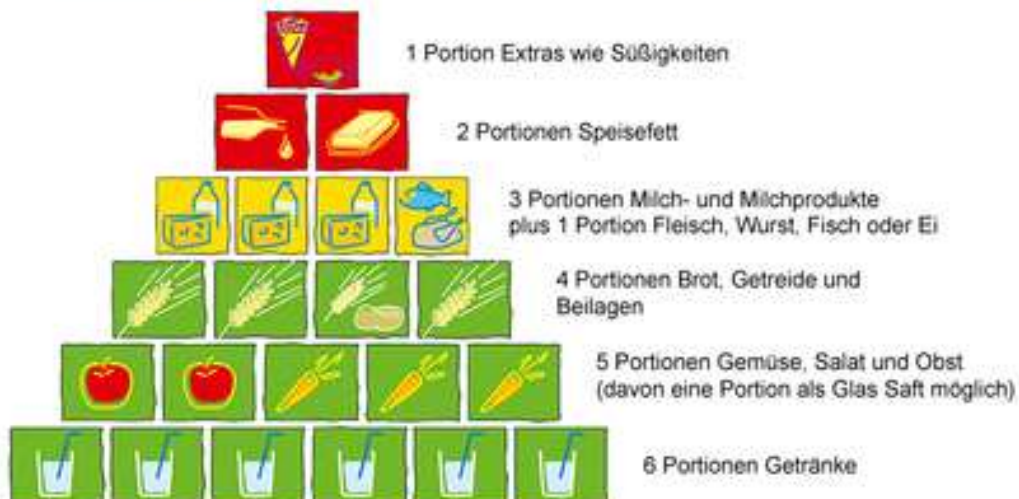 1 Portion Extras wie Süßigkeiten
2 Portionen Speisefett
3 Portionen Milch- und Milchprodukte
plus 1 Portion Fleisch, Wurst, Fisch oder Ei
4 Portionen Brot, Getreide und
Beilagen
5 Portionen Gemüse, Salat und Obst
(davon eine Portion als Glas Saft möglich)
6 Portionen Getränke